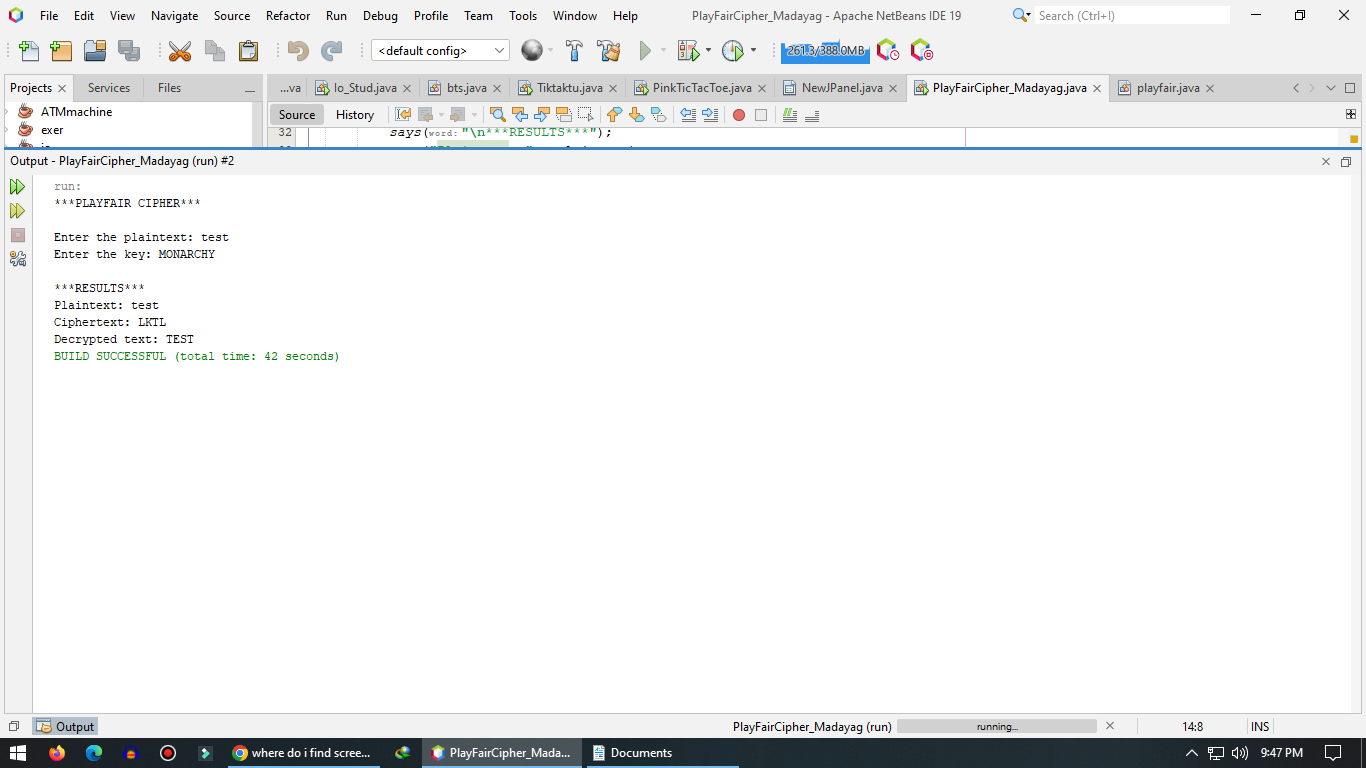 File Edit View Navigate Source Refactor Run Debug Profile Team Tools Window Help PlayFairCipher_Madayag - Apache NetBeans IDE 19 Search (Ctrl+I)
<default config> 261.3/388.0MB
Projects Services Files ...va Io_Stud.java bts.java Tiktaktu.java PinkTicTacToe.java NewJPanel.java PlayFairCipher_Madayag.java playfair.java
ATMmachine Source History
exer
32 says(word: "\n***RESULTS***");
Output - PlayFairCipher_Madayag (run) #2
run:
***PLAYFAIR CIPHER***
Enter the plaintext: test
Enter the key: MONARCHY
***RESULTS***
Plaintext: test
Ciphertext: LKTL
Decrypted text: TEST
BUILD SUCCESSFUL (total time: 42 seconds)
Output PlayFairCipher_Madayag (run) running... 14:8 INS
where do i find scree... PlayFairCipher_Mada... Documents 9:47 PM